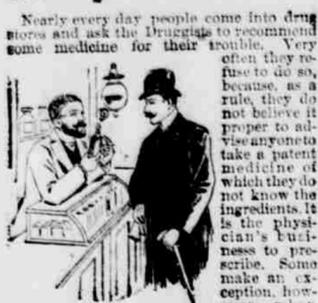 Nearly every day people come into drug
stores and ask the Druggists to recommend
some medicine for their trouble. Very
often they re-
fuse to do so,
because, as a
rule, they do
not believe it
proper to ad-
vise anyone to
take a patent
medicine of
which they do
not know the
ingredients. It
is the physi-
cian's busi-
ness to pre-
scribe. Some
make an ex-
ception, how-